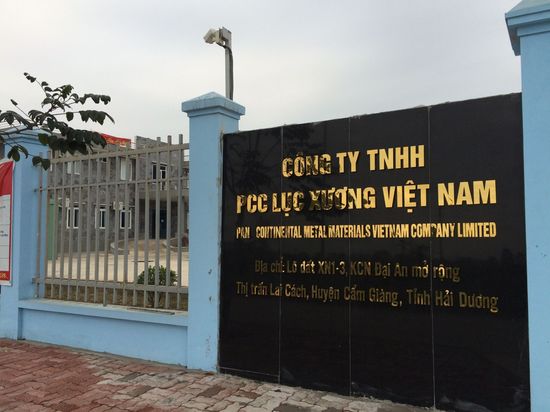 CÔNG TY TNHH
PCC LỤC XƯƠNG VIỆT NAM
PAN CONTINENTAL METAL MATERIALS VIETNAM COMPANY LIMITED
Địa chỉ: Lô đất XN1-3, KCN Đại An mở rộng
Thị trấn Lai Cách, Huyện Cẩm Giàng, Tỉnh Hải Dương